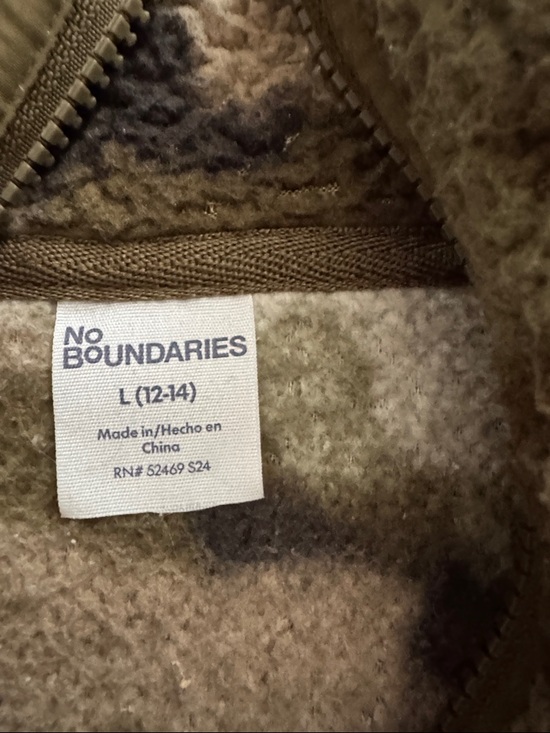 No
BoUNDARIES
L (12-14)
Made in/Hecho en
China
RN# 52469 S24